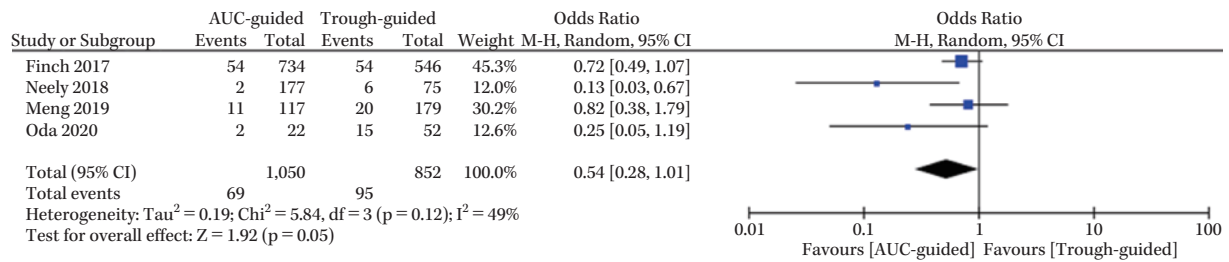 AUC-guided Trough-guided Odds Ratio Odds Ratio
Study or Subgroup Events Total Events Total Weight M-H, Random, 95% CI M-H, Random, 95% CI
Finch 2017 54 734 54 546 45.3% 0.72 [0.49, 1.07]
Neely 2018 2 177 6 75 12.0% 0.13 [0.03, 0.67]
Meng 2019 11 117 20 179 30.2% 0.82 [0.38, 1.79]
Oda 2020 2 22 15 52 12.6% 0.25 [0.05, 1.19]
Total (95% CI) 1,050 852 100.0% 0.54 [0.28, 1.01]
Total events 69 95
Heterogeneity: Tau² = 0.19; Chi² = 5.84, df = 3 (p = 0.12); I² = 49%
Test for overall effect: Z = 1.92 (p = 0.05)
0.01 0.1 1 10 100
Favours [AUC-guided] Favours [Trough-guided]